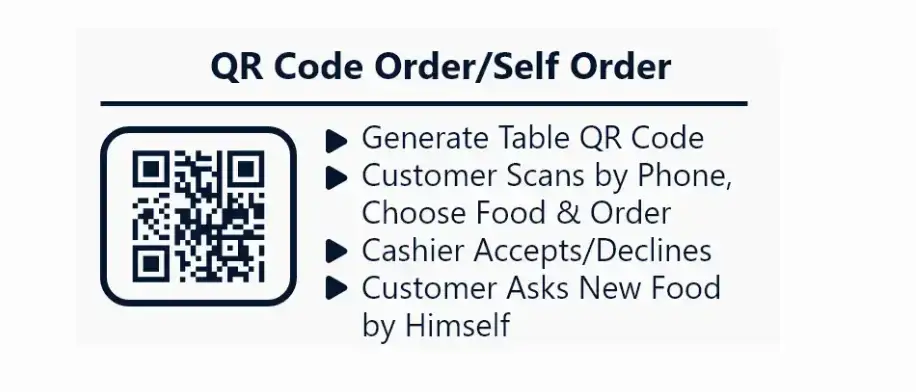 QR Code Order/Self Order
Generate Table QR Code
Customer Scans by Phone,
Choose Food & Order
Cashier Accepts/Declines
Customer Asks New Food
by Himself